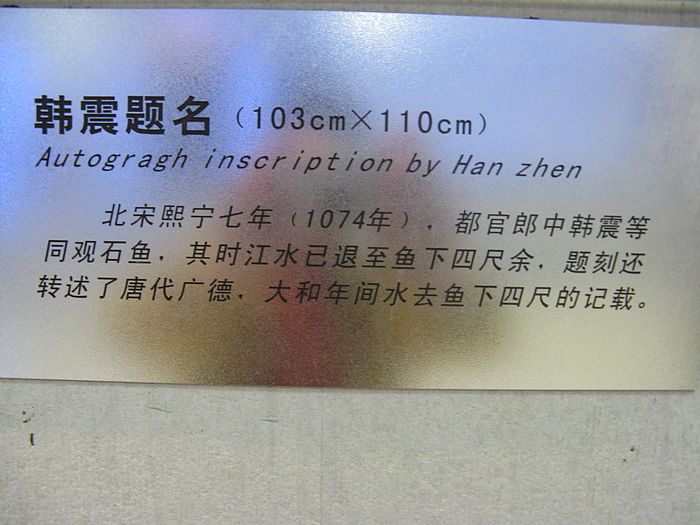 韩震题名（103cm×110cm）
Autogragh inscription by Han zhen
北宋熙宁七年（1074年），都官郎中韩震等
同观石鱼，其时江水已退至鱼下四尺余，题刻还
转述了唐代广德，大和年间水去鱼下四尺的记载。